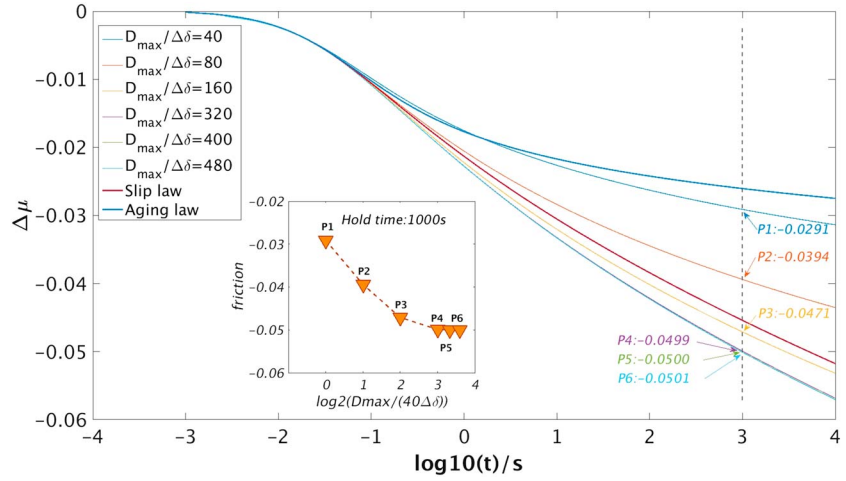 0
-0.01
-0.02
-0.03
-0.04
-0.05
-0.06
Δμ
D_max/Δδ=40
D_max/Δδ=80
D_max/Δδ=160
D_max/Δδ=320
D_max/Δδ=400
D_max/Δδ=480
Slip law
Aging law
-0.02
-0.03
-0.04
-0.05
-0.06
friction
Hold time:1000s
P1
P2
P3
P4 P6
P5
0 1 2 3 4
log2(Dmax/(40Δδ))
P1:-0.0291
P2:-0.0394
P3:-0.0471
P4:-0.0499
P5:-0.0500
P6:-0.0501
-4 -3 -2 -1 0 1 2 3 4
log10(t)/s